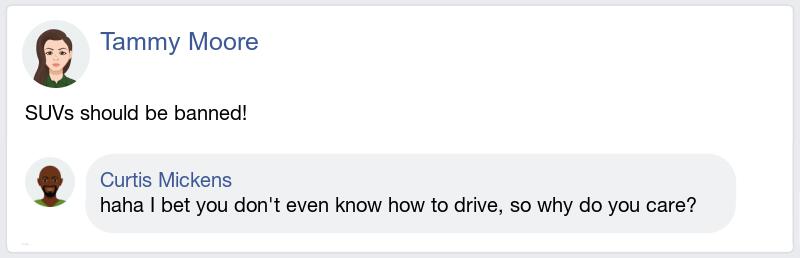 Tammy Moore
SUVs should be banned!
Curtis Mickens
haha I bet you don't even know how to drive, so why do you care?